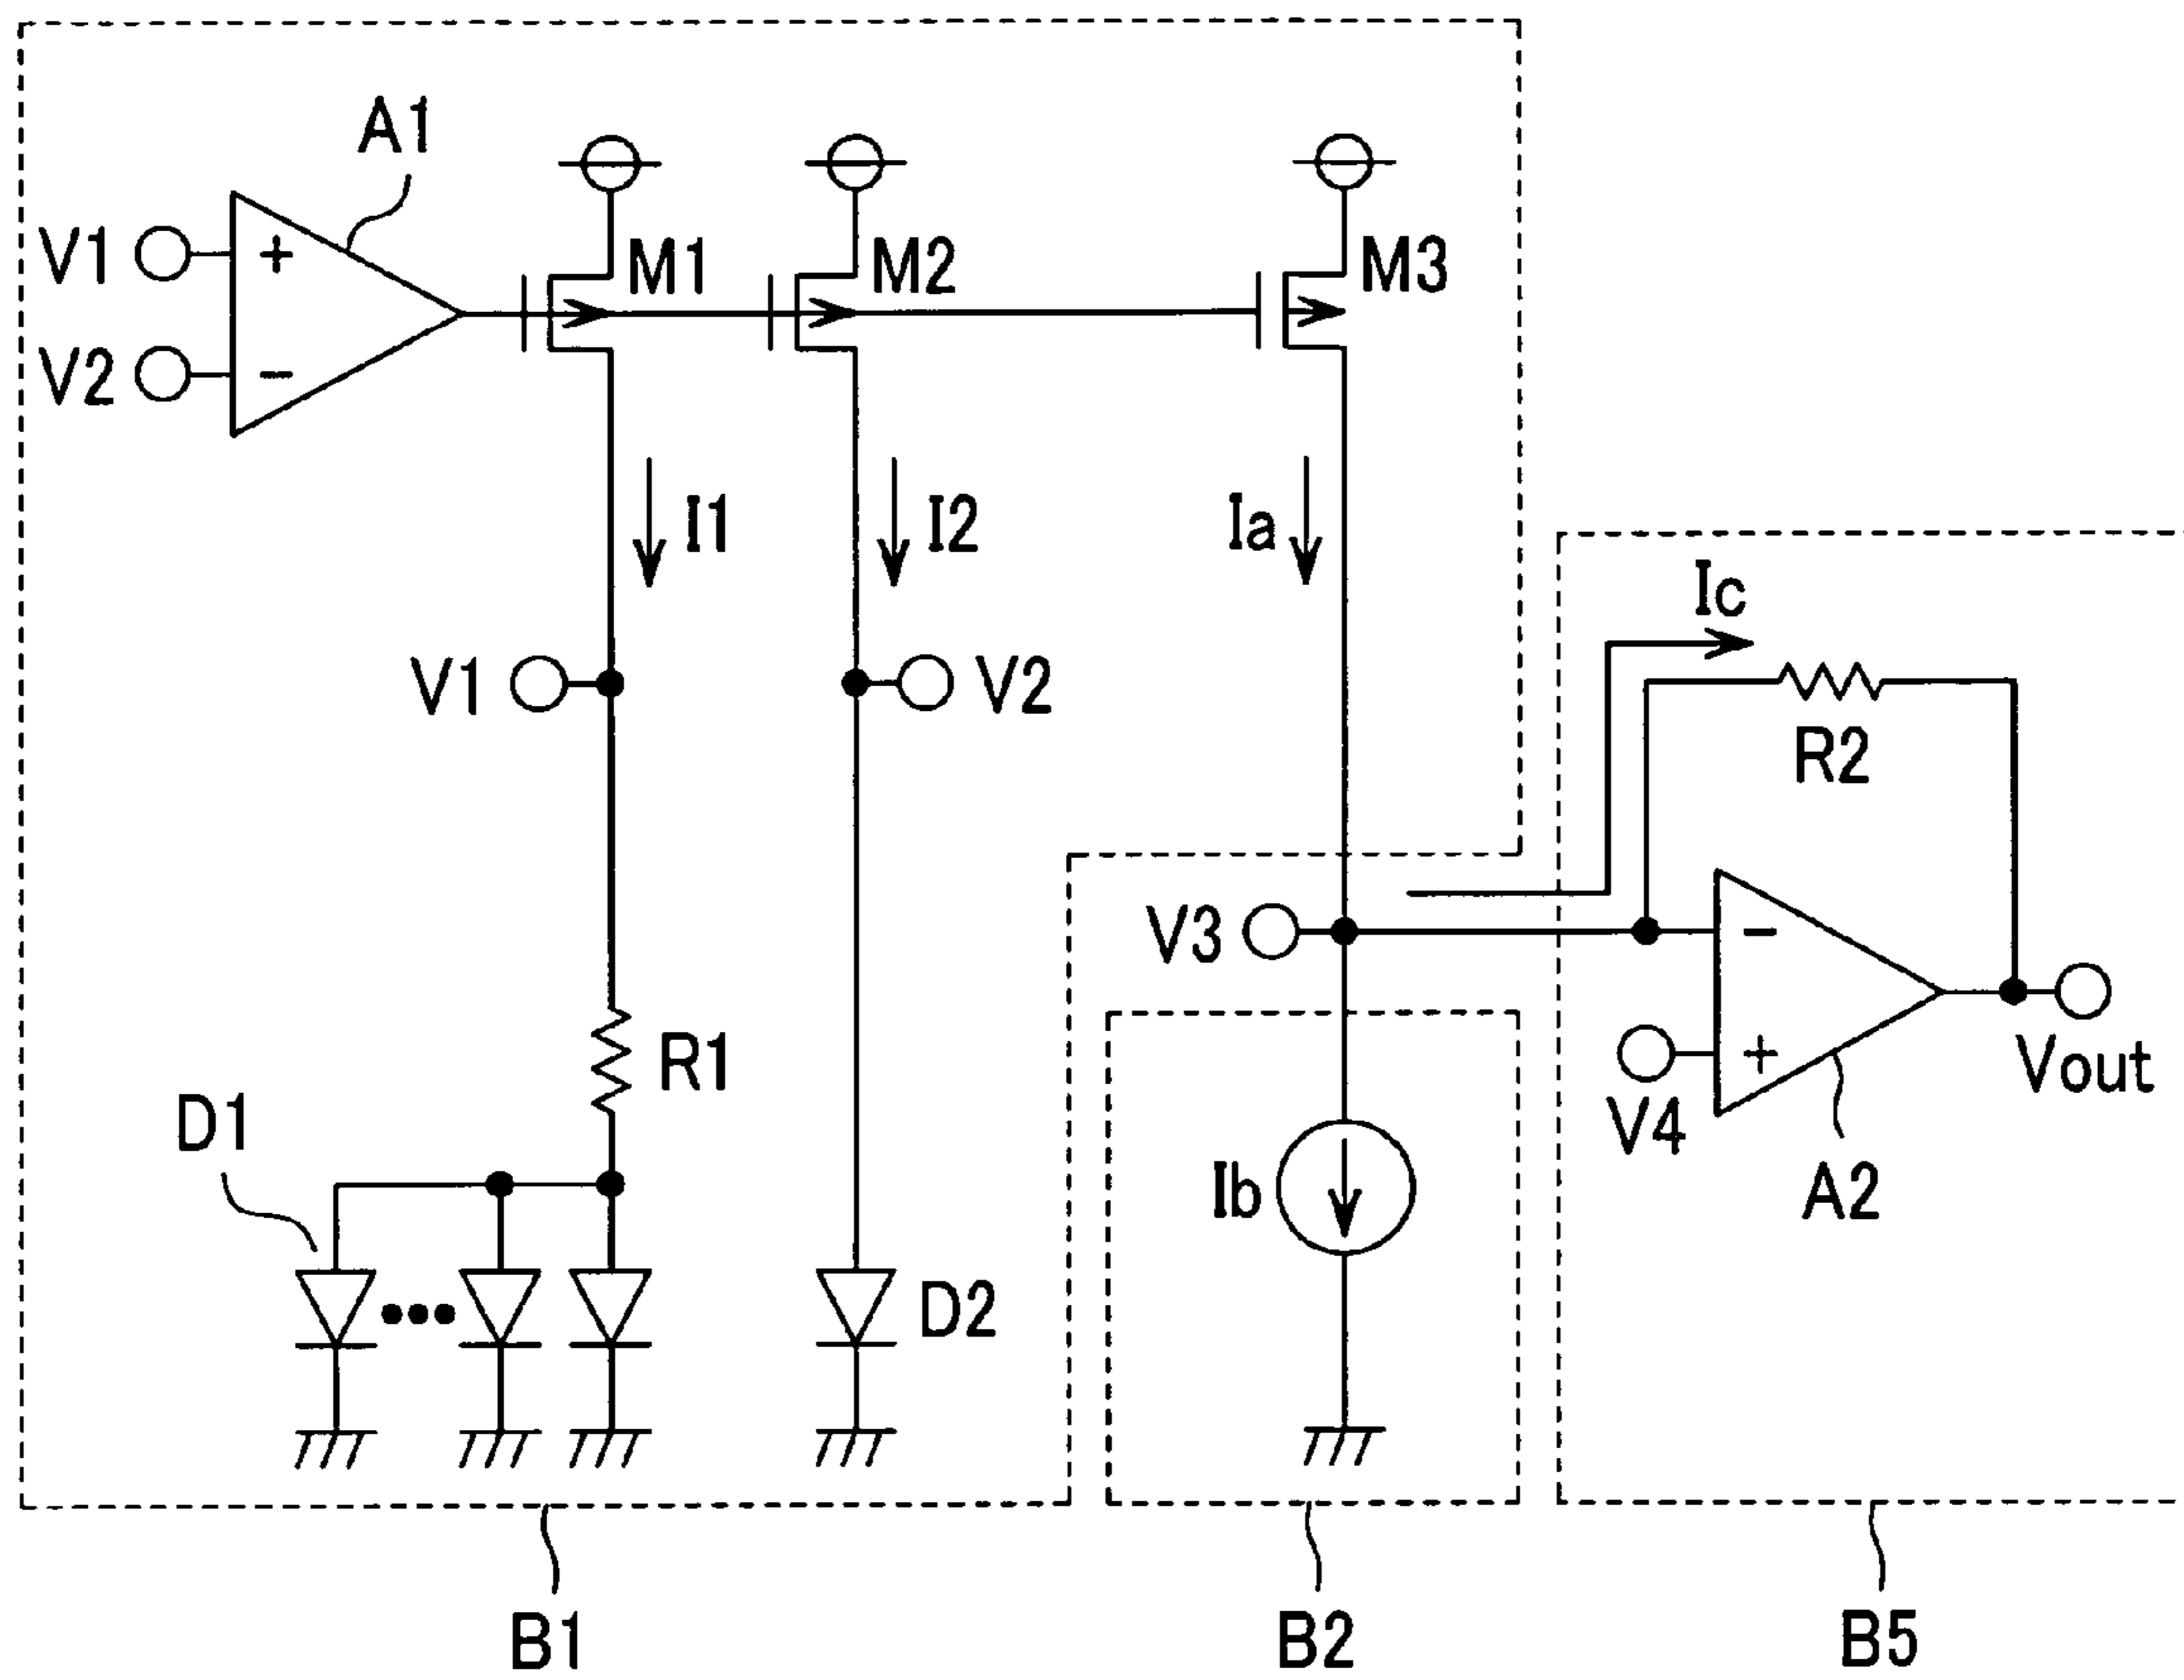 A1
V1
+
M1
M2
M3
V2
−
I1
I2
Ia
Ic
V1
V2
R2
V3
−
R1
+
Vout
D1
V4
Ib
A2
D2
B1
B2
B5